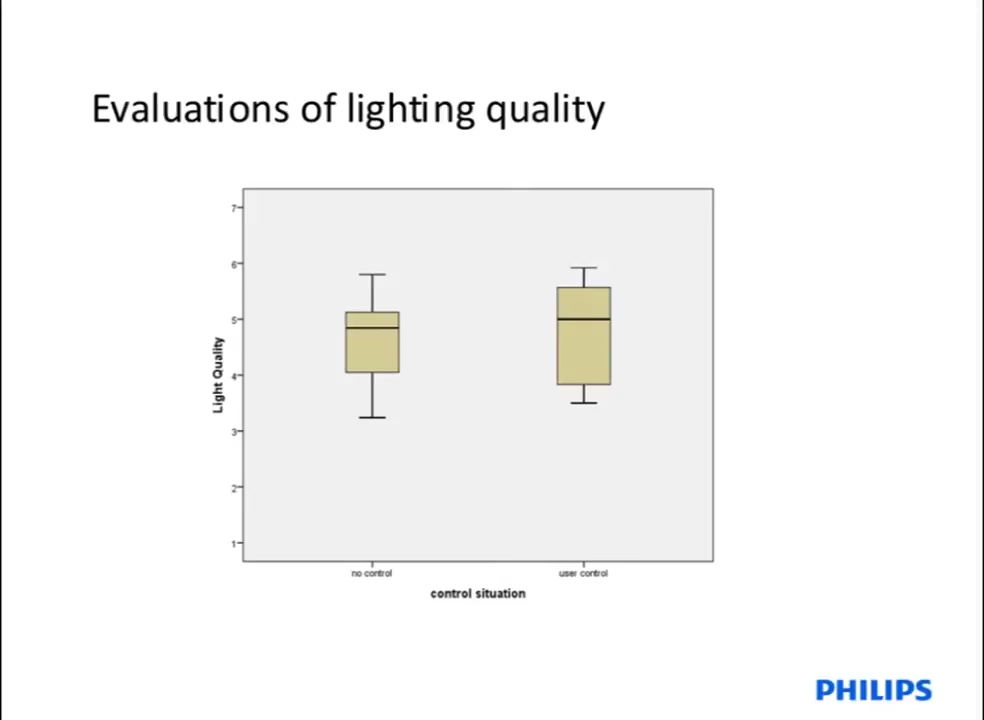 Evaluations of lighting quality
7
6
5
4
3
2
1
Light Quality
no control
user control
control situation
PHILIPS